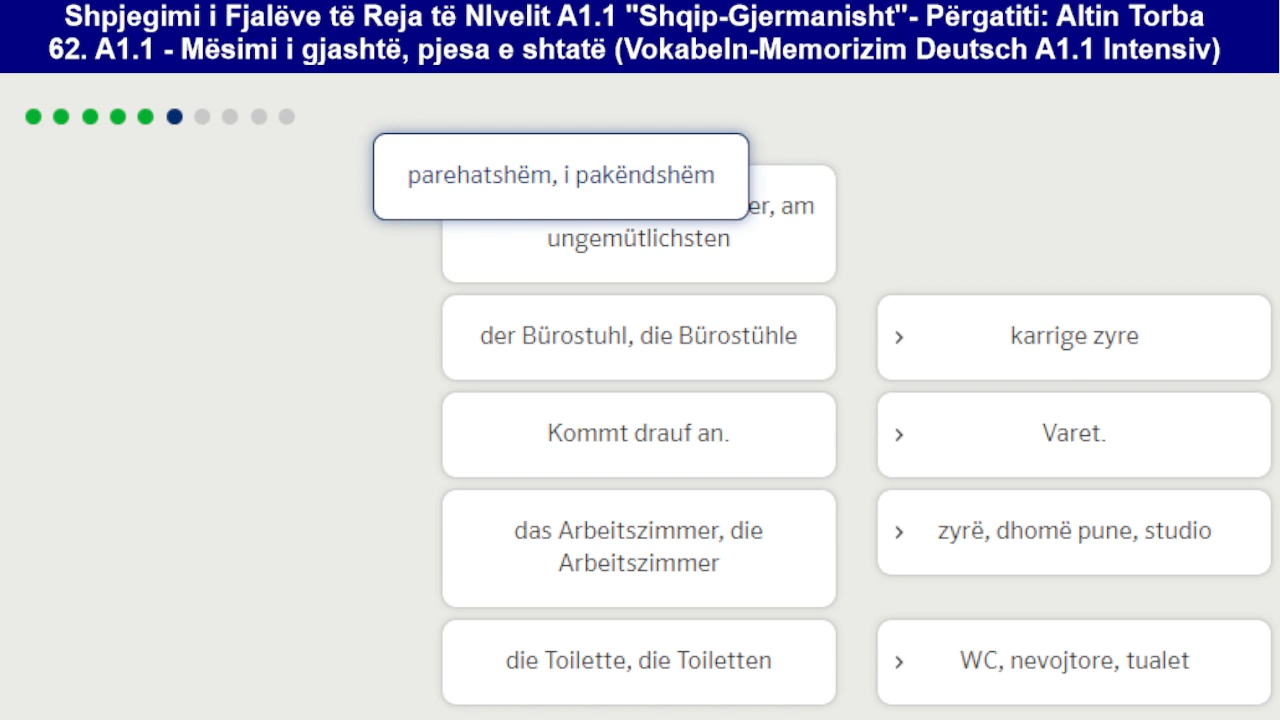 Shpjegimi i Fjalëve të Reja të NIvelit A1.1 "Shqip-Gjermanisht"- Përgatiti: Altin Torba
62. A1.1 - Mësimi i gjashtë, pjesa e shtatë (Vokabeln-Memorizim Deutsch A1.1 Intensiv)
parehatshëm, i pakëndshëm
am
ungemütlichsten
der Bürostuhl, die Bürostühle
karrige zyre
Kommt drauf an.
Varet.
das Arbeitszimmer, die
Arbeitszimmer
zyrë, dhomë pune, studio
die Toilette, die Toiletten
WC, nevojtore, tualet